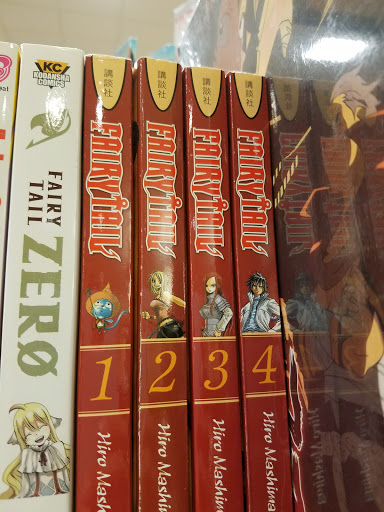 KC
KODANSHA
COMICS
FAIRY
TAIL
ZERØ
講談社
FAIRY TAIL
1
Hiro Mashima
講談社
FAIRY TAIL
2
Hiro Mashima
講談社
FAIRY TAIL
3
Hiro Mashima
講談社
FAIRY TAIL
4
Hiro Mashima